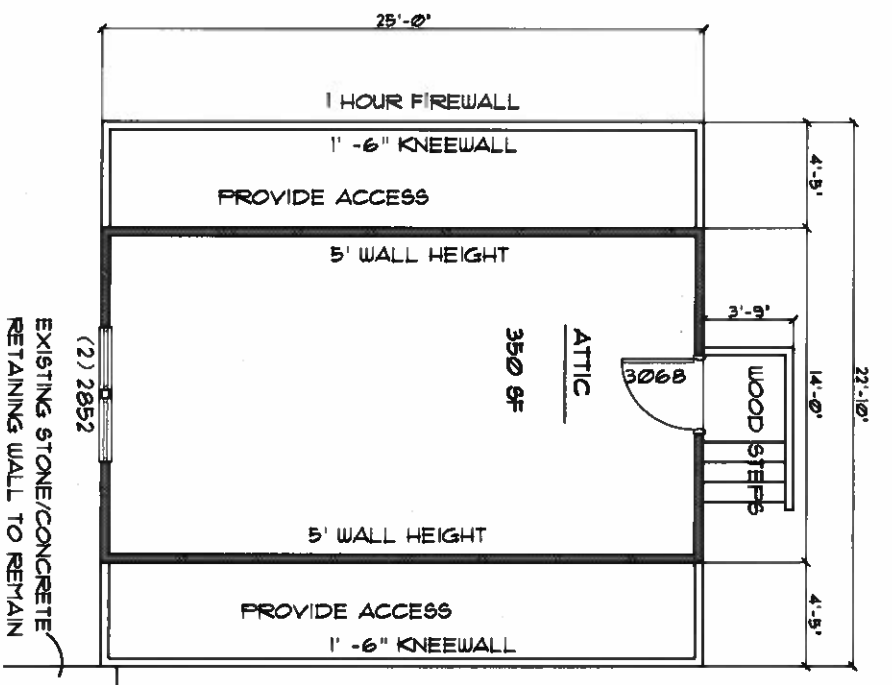 25'-0"
1 HOUR FIREWALL
1' -6" KNEEWALL
PROVIDE ACCESS
4'-5"
5' WALL HEIGHT
3'-9"
ATTIC
350 SF
3068
WOOD STEPS
14'-0"
22'-10"
(2) 2852
EXISTING STONE/CONCRETE
RETAINING WALL TO REMAIN
5' WALL HEIGHT
PROVIDE ACCESS
1' -6" KNEEWALL
4'-5"